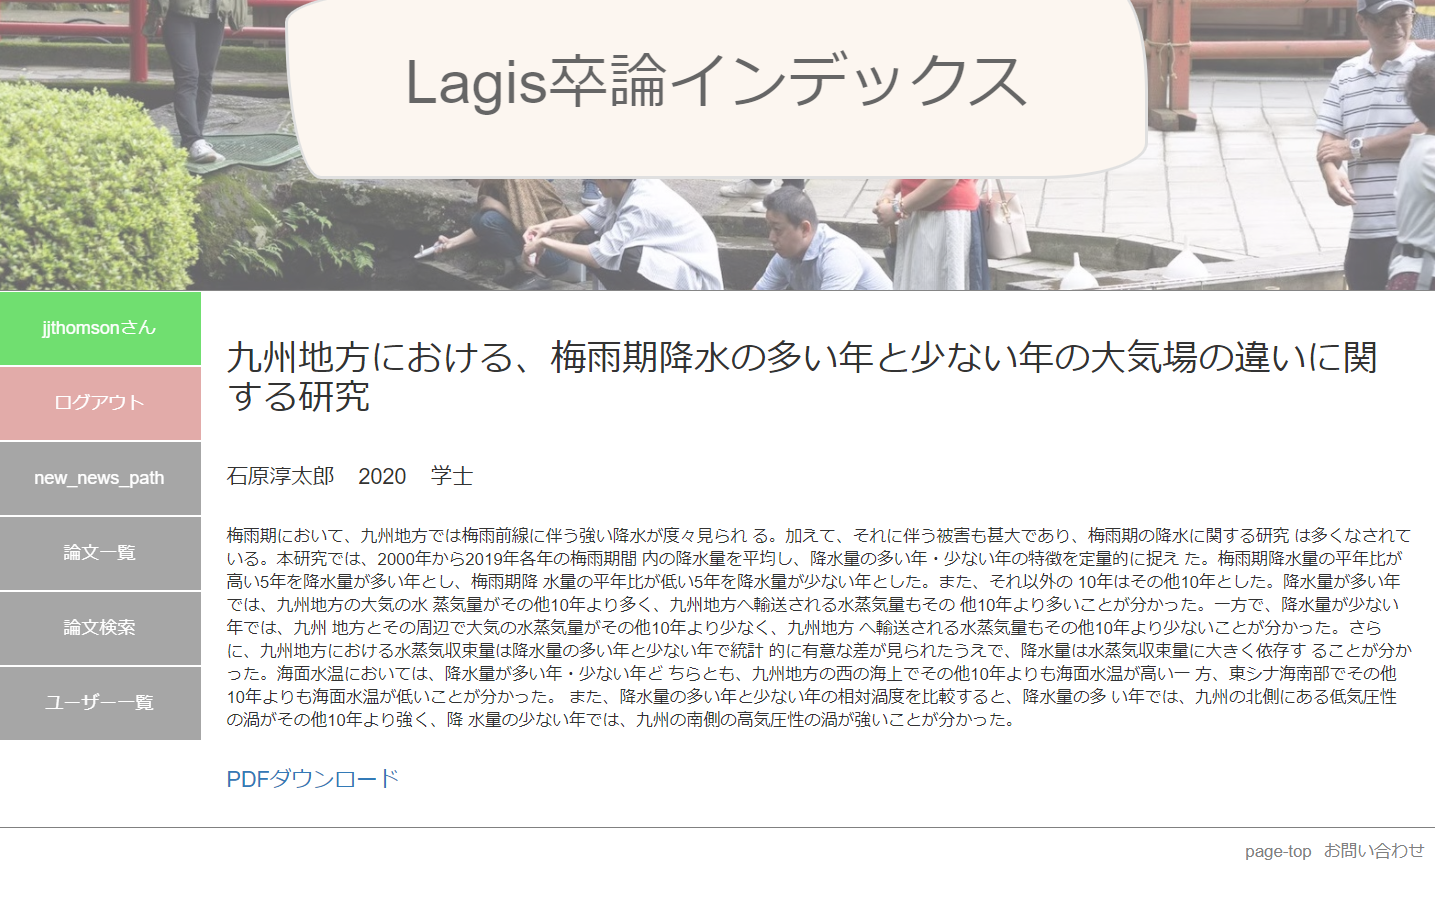 Lagis卒論インデックス
jjthomsonさん
ログアウト
new_news_path
論文一覧
論文検索
ユーザー一覧
九州地方における、梅雨期降水の多い年と少ない年の大気場の違いに関
する研究
石原淳太郎　2020　学士
梅雨期において、九州地方では梅雨前線に伴う強い降水が度々見られ る。加えて、それに伴う被害も甚大であり、梅雨期の降水に関する研究 は多くなされて
いる。本研究では、2000年から2019年各年の梅雨期間 内の降水量を平均し、降水量の多い年・少ない年の特徴を定量的に捉え た。梅雨期降水量の平年比が
高い5年を降水量が多い年とし、梅雨期降 水量の平年比が低い5年を降水量が少ない年とした。また、それ以外の 10年はその他10年とした。降水量が多い年
では、九州地方の大気の水 蒸気量がその他10年より多く、九州地方へ輸送される水蒸気量もその 他10年より多いことが分かった。一方で、降水量が少ない
年では、九州 地方とその周辺で大気の水蒸気量がその他10年より少なく、九州地方 へ輸送される水蒸気量もその他10年より少ないことが分かった。さら
に、九州地方における水蒸気収束量は降水量の多い年と少ない年で統計 的に有意な差が見られたうえで、降水量は水蒸気収束量に大きく依存す ることが分か
った。海面水温においては、降水量が多い年・少ない年ど ちらとも、九州地方の西の海上でその他10年よりも海面水温が高い一 方、東シナ海南部でその他
10年よりも海面水温が低いことが分かった。 また、降水量の多い年と少ない年の相対渦度を比較すると、降水量の多 い年では、九州の北側にある低気圧性
の渦がその他10年より強く、降 水量の少ない年では、九州の南側の高気圧性の渦が強いことが分かった。
PDFダウンロード
page-top お問い合わせ